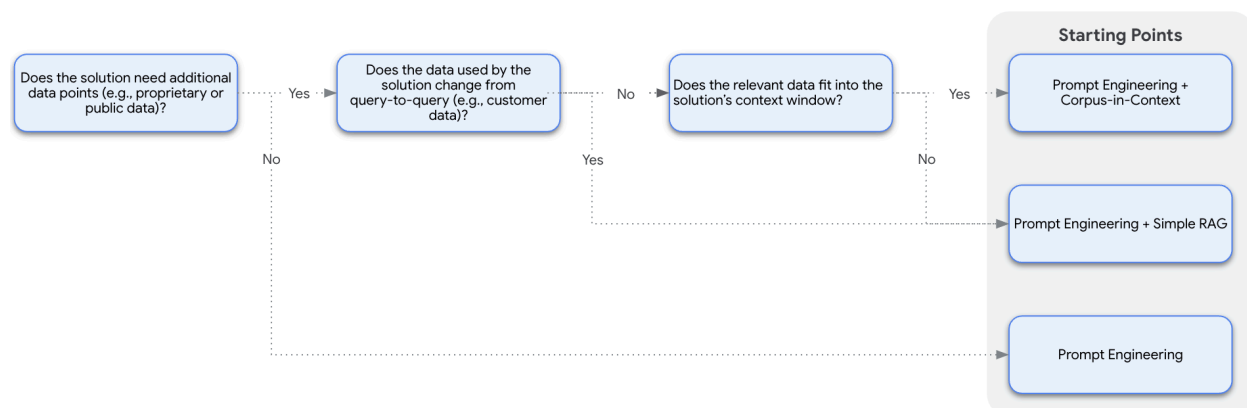 Starting Points
Does the solution need additional
data points (e.g., proprietary or
public data)?
Yes
Does the data used by the
solution change from
query-to-query (e.g., customer
data)?
No
Does the relevant data fit into the
solution's context window?
Yes
Prompt Engineering +
Corpus-in-Context
No
Yes
No
Prompt Engineering + Simple RAG
Prompt Engineering